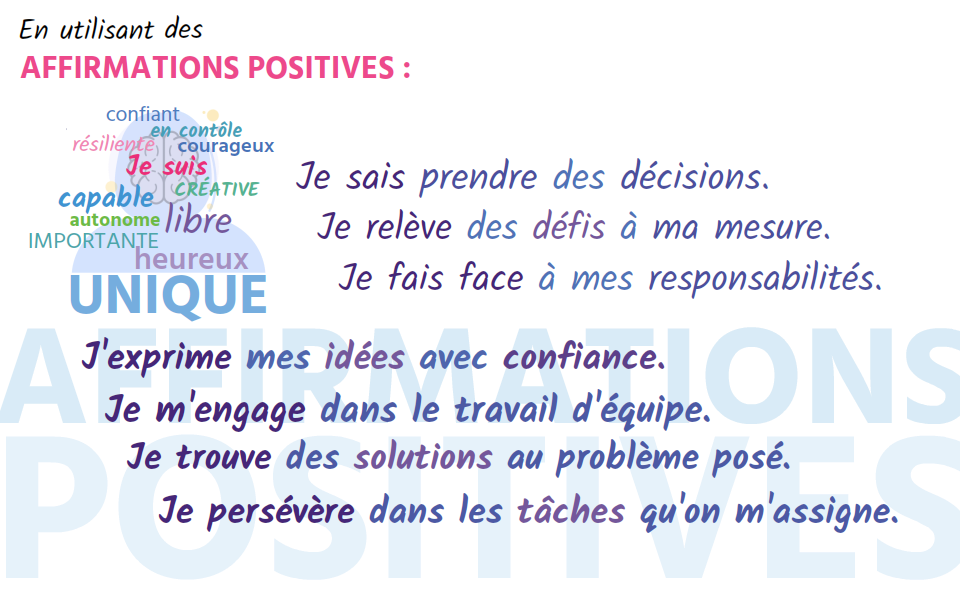 En utilisant des
AFFIRMATIONS POSITIVES :
confiant
en contôle
résiliente
courageux
Je suis
CRÉATIVE
capable
autonome
libre
IMPORTANTE
heureux
UNIQUE
Je sais prendre des décisions.
Je relève des défis à ma mesure.
Je fais face à mes responsabilités.
AFFIRMATIONS
J'exprime mes idées avec confiance.
Je m'engage dans le travail d'équipe.
POSITIVES
Je trouve des solutions au problème posé.
Je persévère dans les tâches qu'on m'assigne.